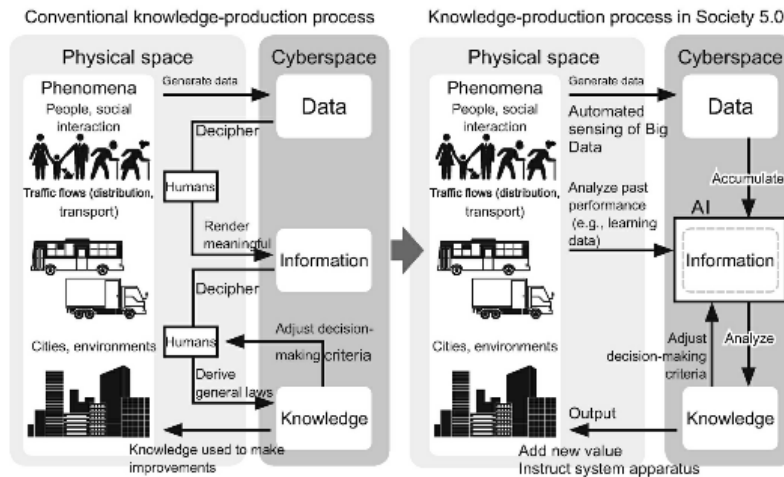 Conventional knowledge-production process
Physical space
Cyberspace
Phenomena
People, social
interaction
Generate data
Data
Decipher
Humans
Traffic flows (distribution,
transport)
Render
meaningful
Information
Decipher
Humans
Adjust decision-
making criteria
Cities, environments
Derive
general laws
Knowledge
Knowledge used to make
improvements
Knowledge-production process in Society 5.0
Physical space
Cyberspace
Phenomena
People, social
interaction
Generate data
Data
Automated
sensing of Big
Data
Traffic flows (distribution,
transport)
Analyze past
performance
(e.g., learning
data)
Accumulate
AI
Information
Adjust
decision-making
criteria
Analyze
Cities, environments
Knowledge
Output
Add new value
Instruct system apparatus